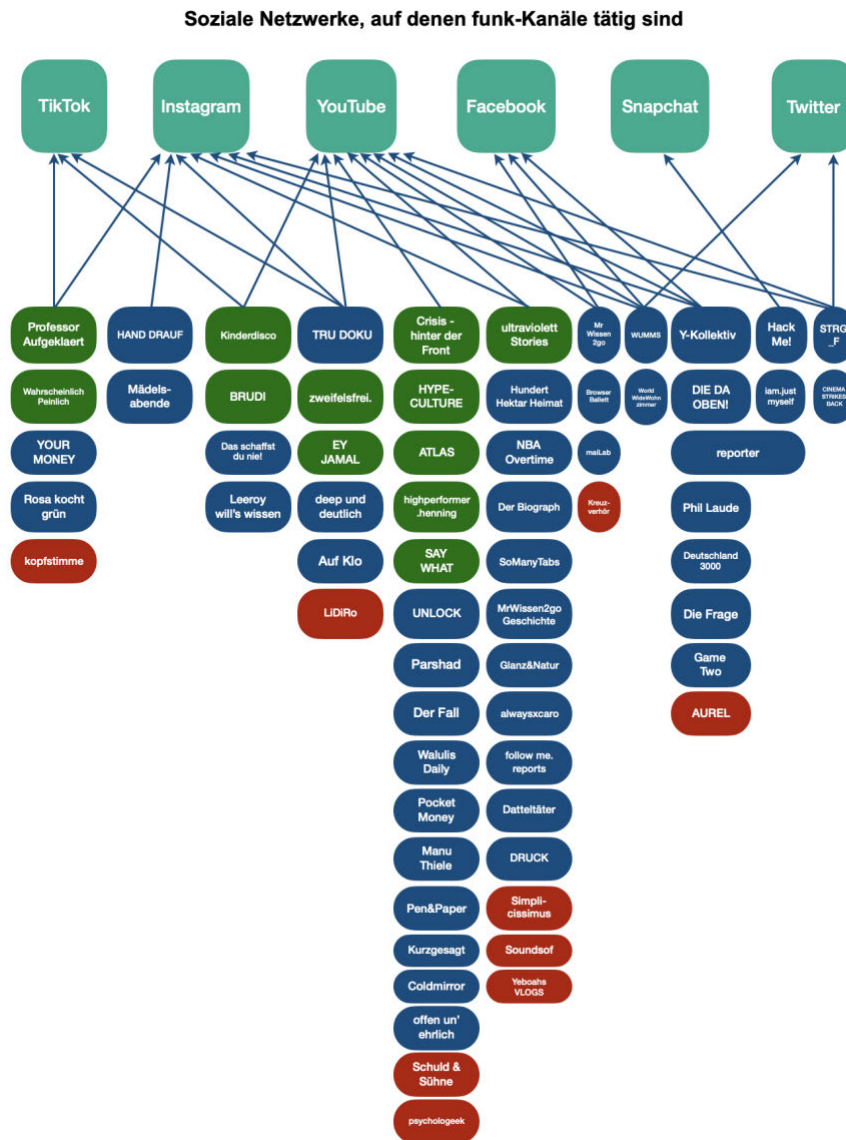 Soziale Netzwerke, auf denen funk-Kanäle tätig sind
TikTok
Instagram
YouTube
Facebook
Snapchat
Twitter
Professor
Aufgeklaert
HAND DRAUF
Kinderdisco
TRU DOKU
Crisis -
hinter der
Front
ultraviolett
Stories
Mr
Wissen
2go
WUMMS
Y-Kollektiv
Hack
Me!
STRG
_F
Wahrscheinlich
Peinlich
Mädels-
abende
BRUDI
zweifelsfrei.
HYPE-
CULTURE
Hundert
Hektar Heimat
Browser
Ballett
World
WideWohn
zimmer
DIE DA
OBEN!
iam.just
myself
CINEMA
STRIKES
BACK
YOUR
MONEY
Das schaffst
du nie!
EY
JAMAL
ATLAS
NBA
Overtime
maiLab
reporter
Rosa kocht
grün
Leeroy
will's wissen
deep und
deutlich
highperformer
.henning
Der Biograph
Kreuz-
verhör
Phil Laude
kopfstimme
Auf Klo
SAY
WHAT
SoManyTabs
Deutschland
3000
LiDiRo
UNLOCK
MrWissen2go
Geschichte
Die Frage
Parshad
Glanz&Natur
Game
Two
Der Fall
alwaysxcaro
AUREL
Walulis
Daily
follow me.
reports
Pocket
Money
Datteltäter
Manu
Thiele
DRUCK
Pen&Paper
Simpli-
cissimus
Kurzgesagt
Soundsof
Coldmirror
Yeboahs
VLOGS
offen un'
ehrlich
Schuld &
Sühne
psychologeek